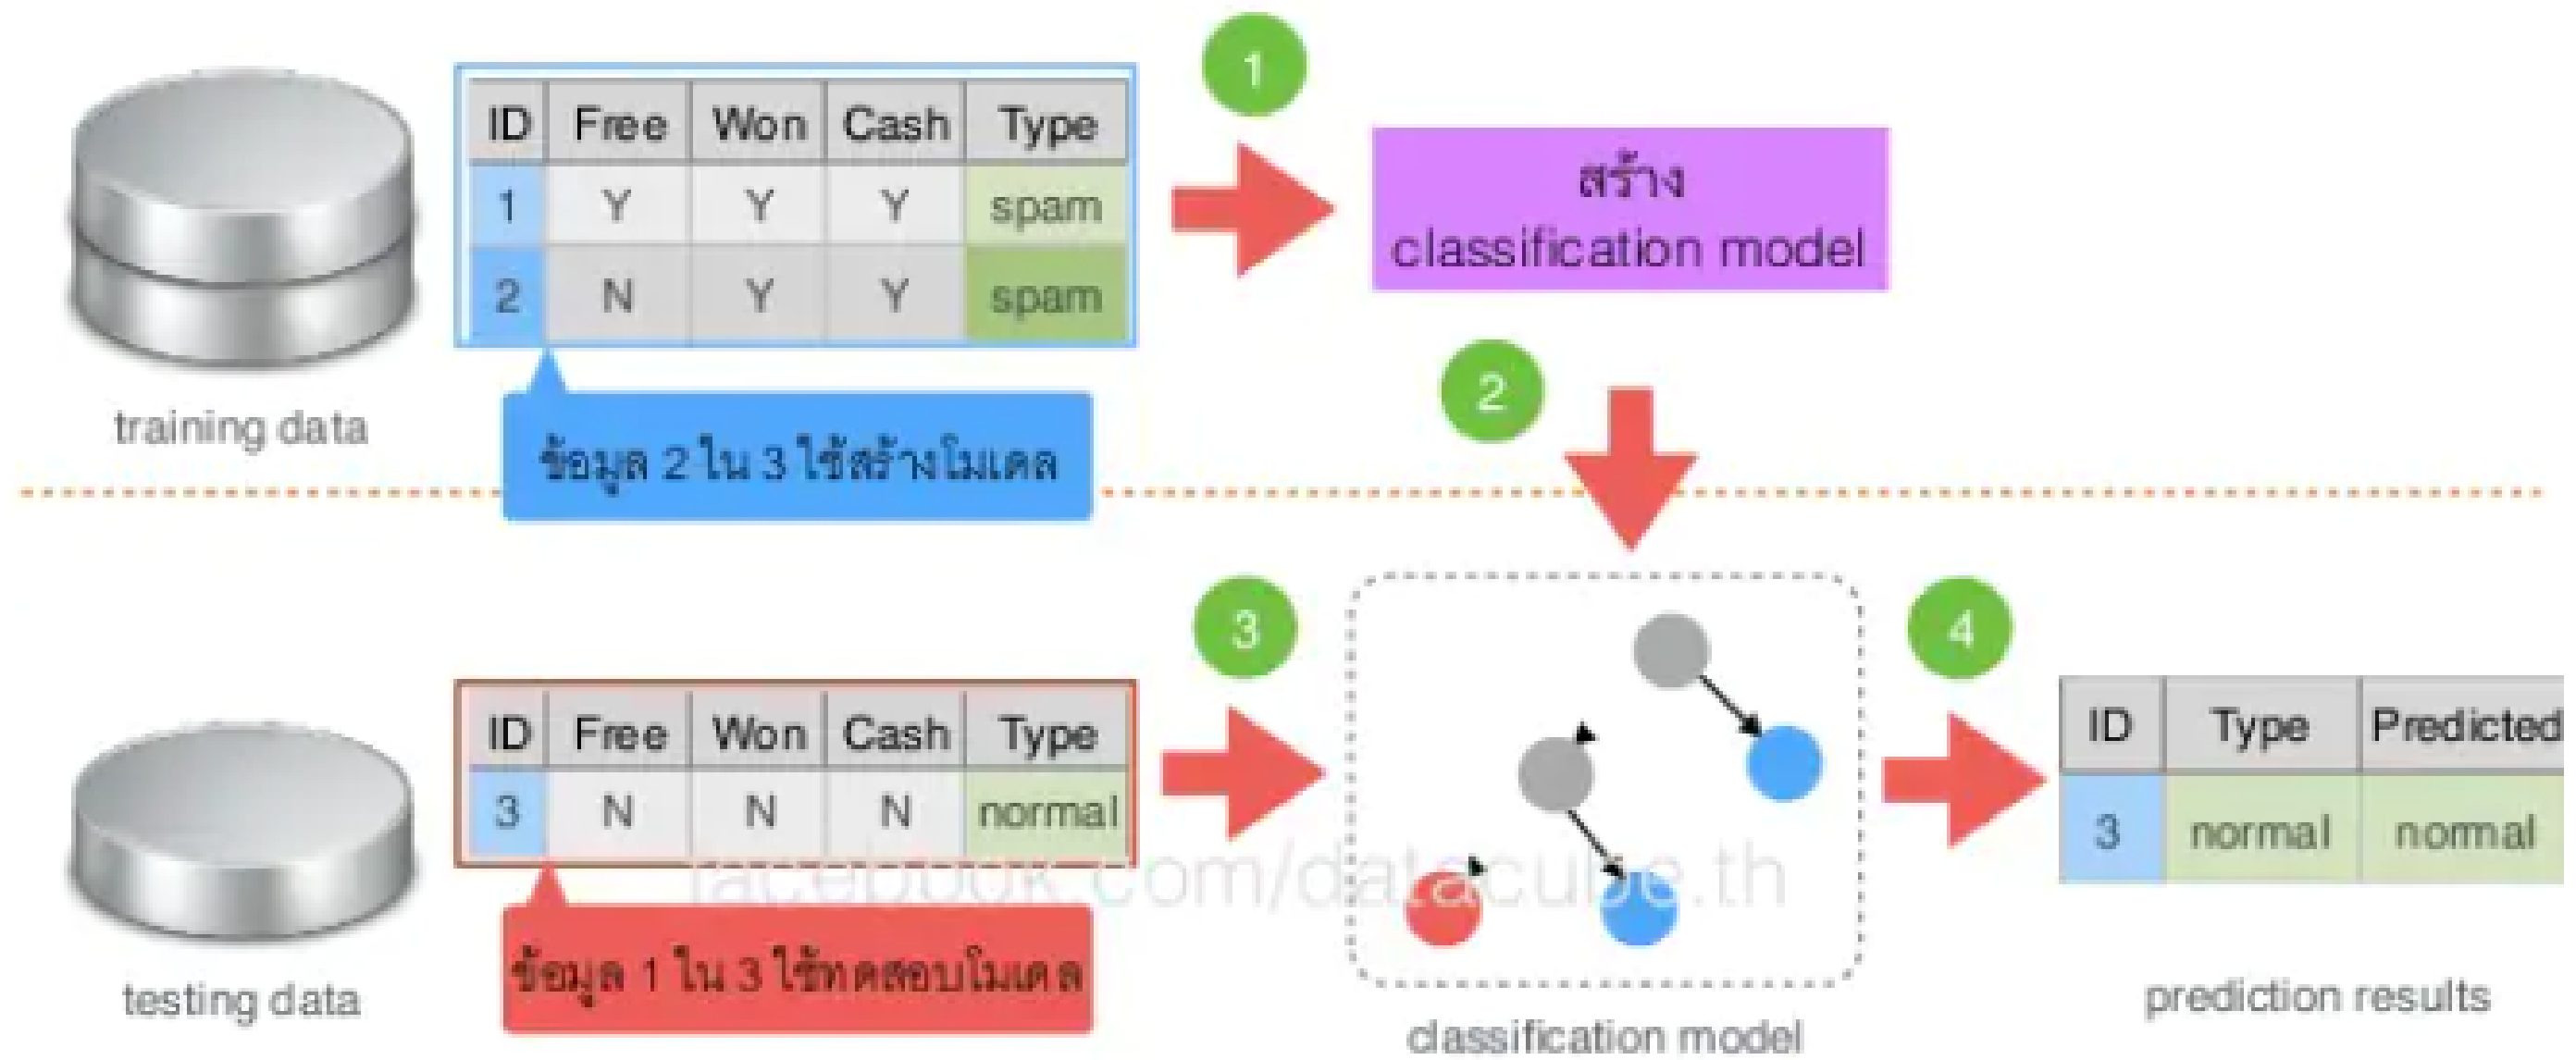 1
ID Free Won Cash Type
1 Y Y Y spam
2 N Y Y spam
สร้าง
classification model
training data
ข้อมูล 2 ใน 3 ใช้สร้างโมเดล
2
3
4
ID Free Won Cash Type
3 N N N normal
ID Type Predicted
3 normal normal
facebook.com/datacube.th
ข้อมูล 1 ใน 3 ใช้ทดสอบโมเดล
testing data
classification model
prediction results